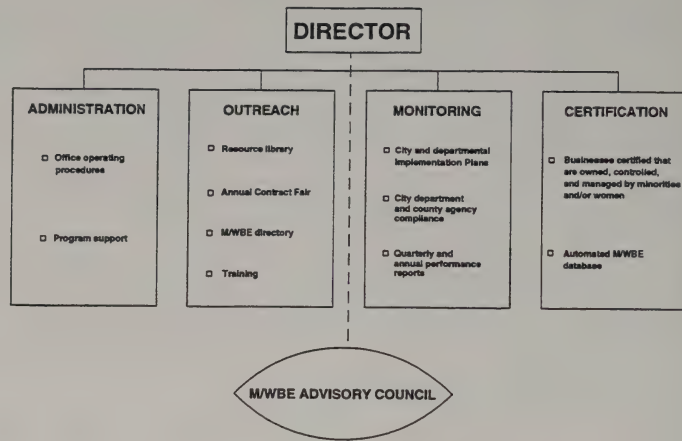 DIRECTOR
ADMINISTRATION
Office operating
procedures
Program support
OUTREACH
Resource library
Annual Contract Fair
M/WBE directory
Training
MONITORING
City and departmental
Implementation Plans
City department
and county agency
compliance
Quarterly and
annual performance
reports
CERTIFICATION
Businesses certified that
are owned, controlled,
and managed by minorities
and/or women
Automated M/WBE
database
M/WBE ADVISORY COUNCIL